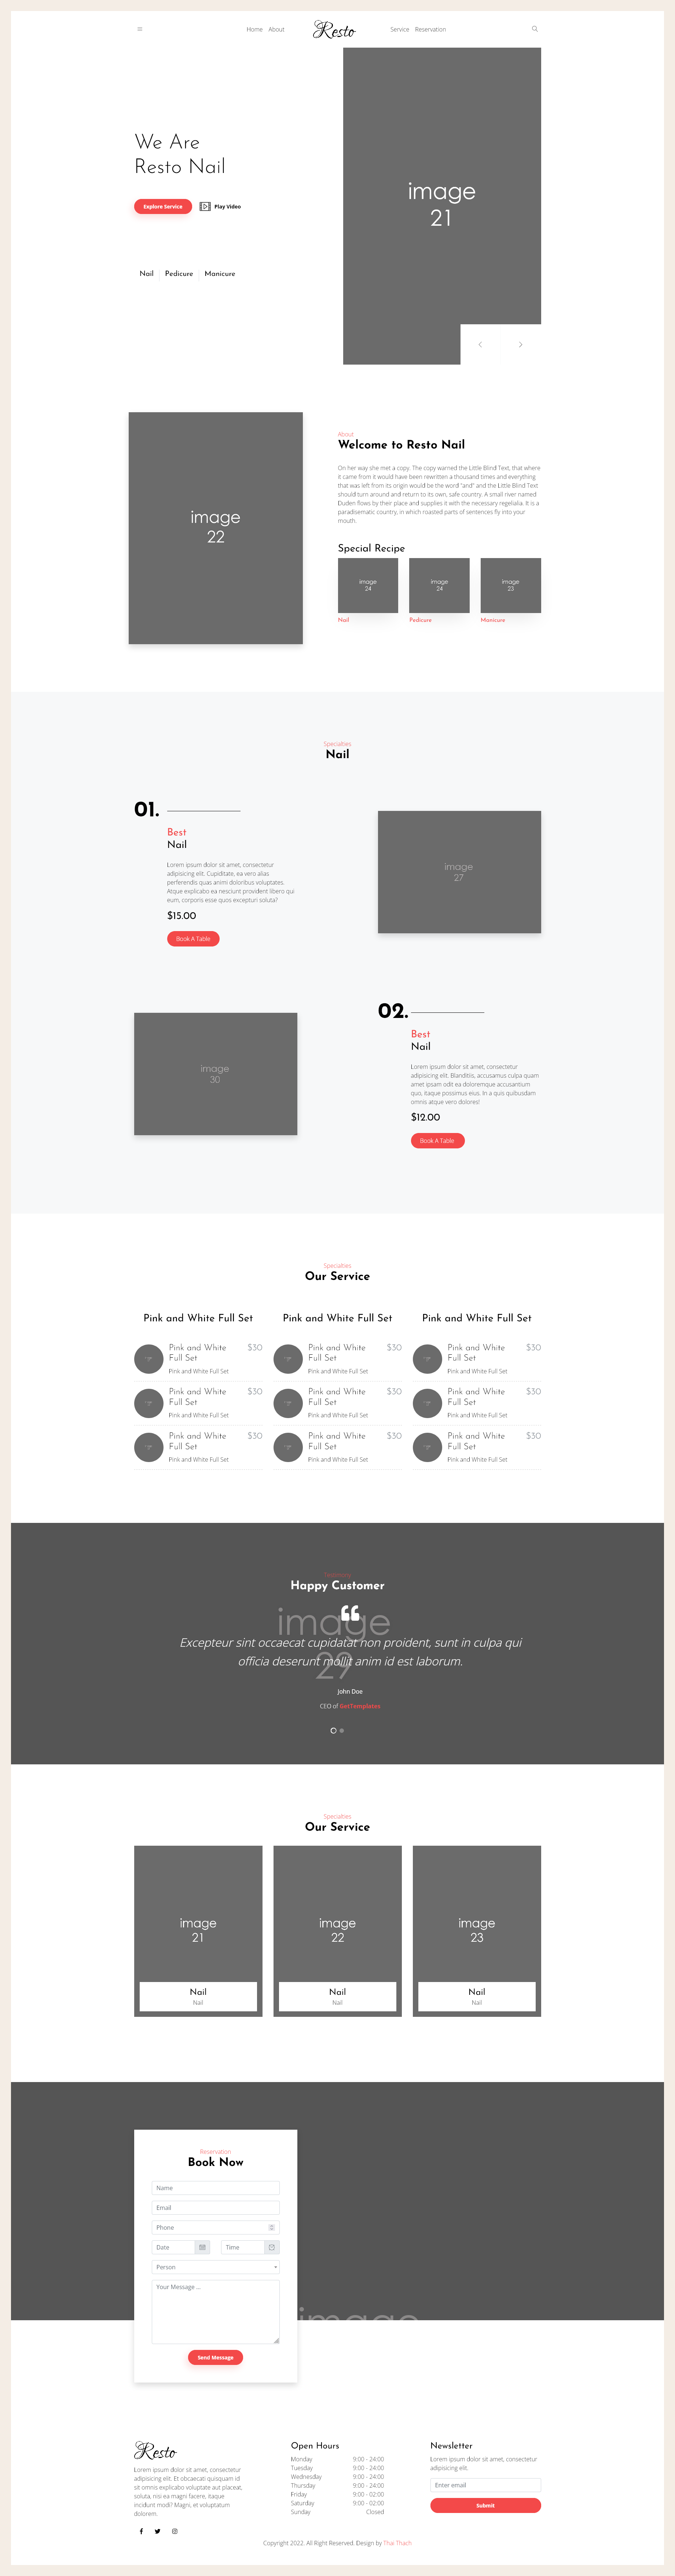 Home About Resto Service Reservation
We Are
Resto Nail
Explore Service Play Video
Nail Pedicure Manicure
image
21
image
22
About
Welcome to Resto Nail
On her way she met a copy. The copy warned the Little Blind Text, that where
it came from it would have been rewritten a thousand times and everything
that was left from its origin would be the word "and" and the Little Blind Text
should turn around and return to its own, safe country. A small river named
Duden flows by their place and supplies it with the necessary regelialia. It is a
paradisematic country, in which roasted parts of sentences fly into your
mouth.
Special Recipe
image
24
image
24
image
23
Nail
Pedicure
Manicure
Specialties
Nail
01.
Best
Nail
Lorem ipsum dolor sit amet, consectetur
adipisicing elit. Cupiditate, ea vero alias
perferendis quas animi doloribus voluptates.
Atque explicabo ea nesciunt provident libero qui
eum, corporis esse quos excepturi soluta?
$15.00
Book A Table
image
27
image
30
02.
Best
Nail
Lorem ipsum dolor sit amet, consectetur
adipisicing elit. Blanditiis, accusamus culpa quam
amet ipsam odit ea doloremque accusantium
quo, itaque possimus eius. In a quis quibusdam
omnis atque vero dolores!
$12.00
Book A Table
Specialties
Our Service
Pink and White Full Set
Pink and White $30
Full Set
Pink and White Full Set
Pink and White $30
Full Set
Pink and White Full Set
Pink and White $30
Full Set
Pink and White Full Set
Pink and White Full Set
Pink and White $30
Full Set
Pink and White Full Set
Pink and White $30
Full Set
Pink and White Full Set
Pink and White $30
Full Set
Pink and White Full Set
Pink and White Full Set
Pink and White $30
Full Set
Pink and White Full Set
Pink and White $30
Full Set
Pink and White Full Set
Pink and White $30
Full Set
Pink and White Full Set
Happy Customer
image
29
Excepteur sint occaecat cupidatat non proident, sunt in culpa qui
officia deserunt mollit anim id est laborum.
John Doe
CEO of GetTemplates
Specialties
Our Service
image
21
Nail
Nail
image
22
Nail
Nail
image
23
Nail
Nail
Reservation
Book Now
Name
Email
Phone
Date Time
Person
Your Message ...
Send Message
image
Resto
Lorem ipsum dolor sit amet, consectetur
adipisicing elit. Et obcaecati quisquam id
sit omnis explicabo voluptate aut placeat,
soluta, nisi ea magni facere, itaque
incidunt modi? Magni, et voluptatum
dolorem.
Open Hours
Monday 9:00 - 24:00
Tuesday 9:00 - 24:00
Wednesday 9:00 - 24:00
Thursday 9:00 - 24:00
Friday 9:00 - 02:00
Saturday 9:00 - 02:00
Sunday Closed
Newsletter
Lorem ipsum dolor sit amet, consectetur
adipisicing elit.
Enter email
Submit
Copyright 2022. All Right Reserved. Design by Thai Thach